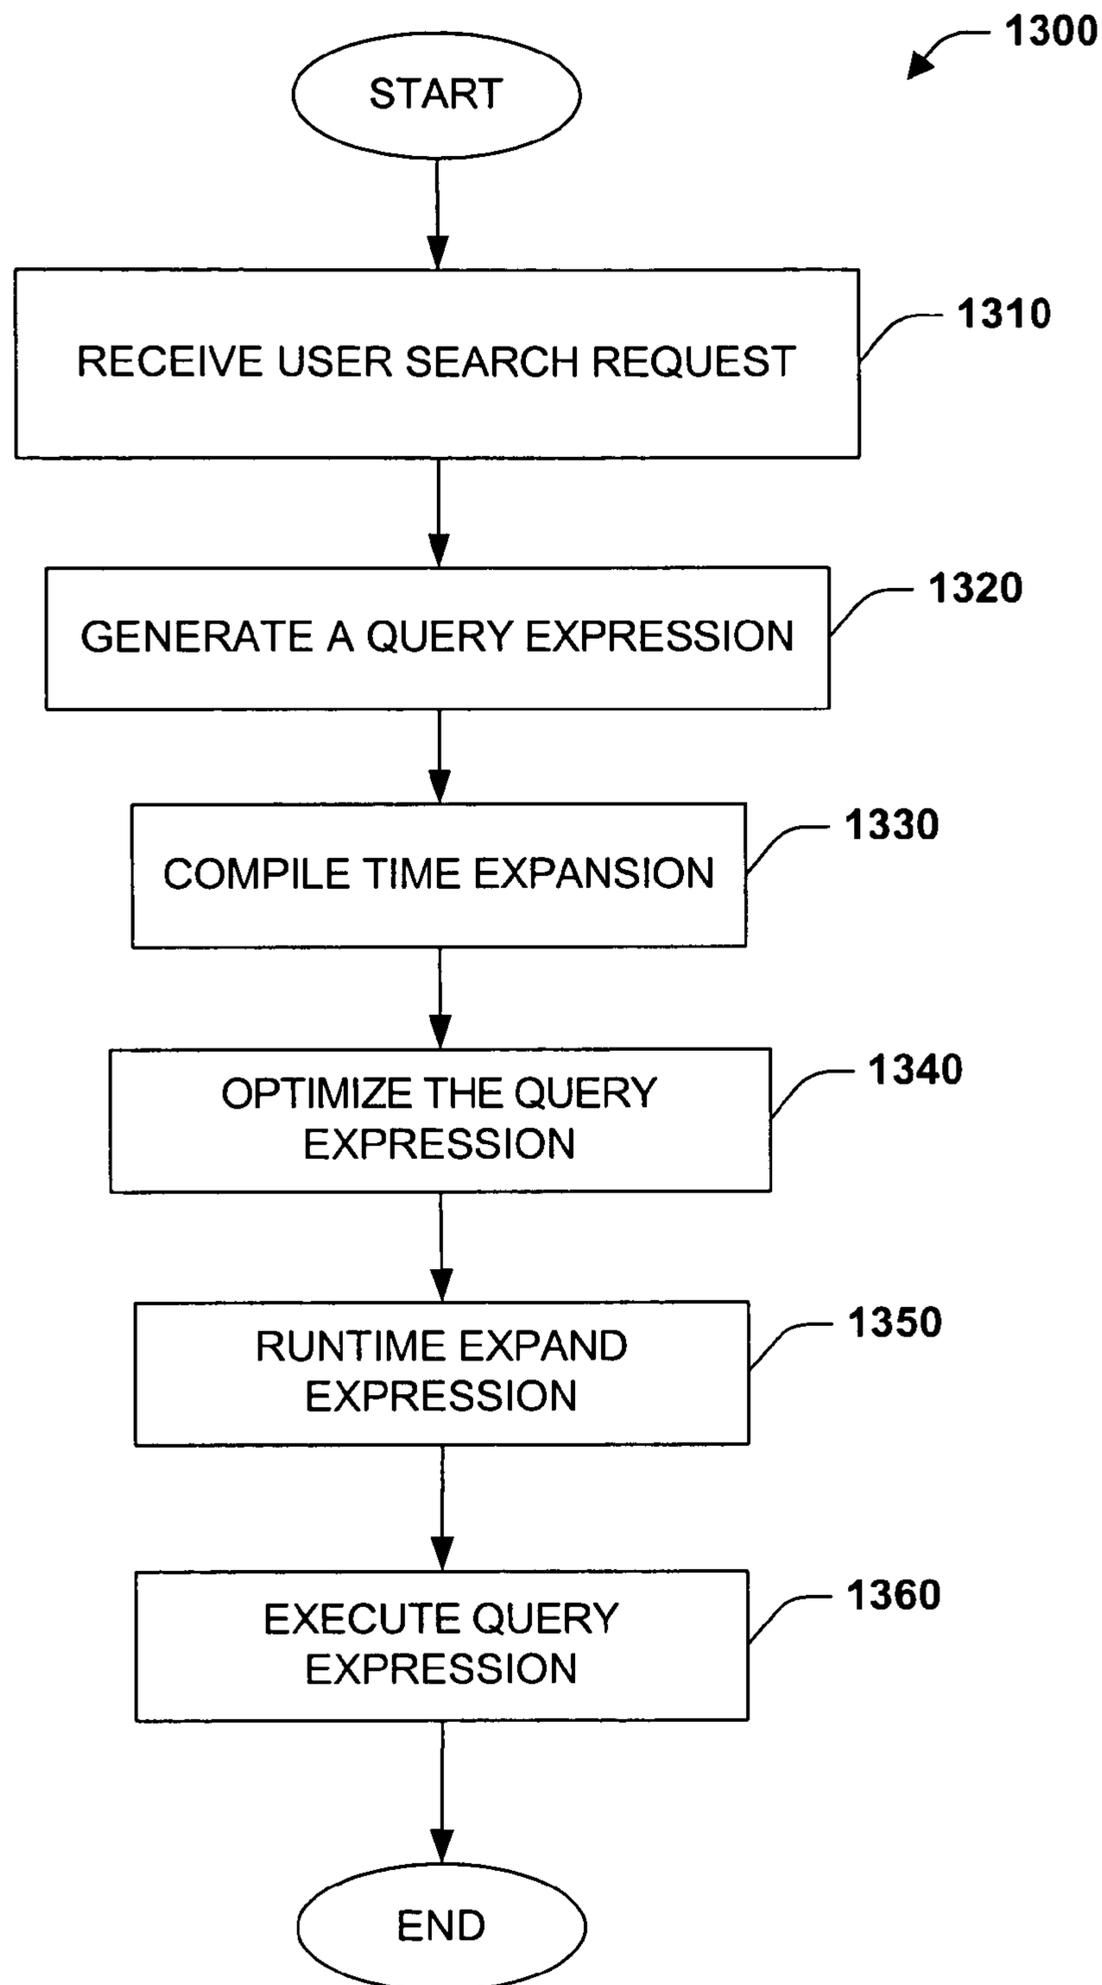 1300
START
RECEIVE USER SEARCH REQUEST
1310
GENERATE A QUERY EXPRESSION
1320
COMPILE TIME EXPANSION
1330
OPTIMIZE THE QUERY
EXPRESSION
1340
RUNTIME EXPAND
EXPRESSION
1350
EXECUTE QUERY
EXPRESSION
1360
END